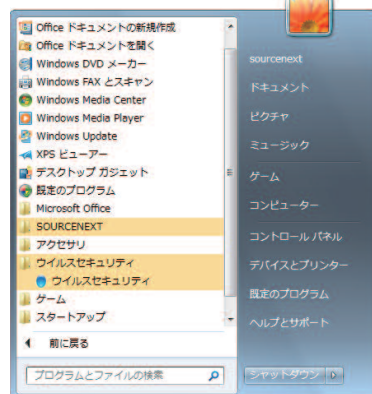 Office ドキュメントの新規作成
Office ドキュメントを開く
Windows DVD メーカー
Windows FAX とスキャン
Windows Media Center
Windows Media Player
Windows Update
XPS ビューアー
デスクトップ ガジェット
既定のプログラム
Microsoft Office
SOURCENEXT
アクセサリ
ウイルスセキュリティ
ウイルスセキュリティ
ゲーム
スタートアップ
前に戻る
プログラムとファイルの検索
sourcenext
ドキュメント
ピクチャ
ミュージック
ゲーム
コンピューター
コントロール パネル
デバイスとプリンター
既定のプログラム
ヘルプとサポート
シャットダウン